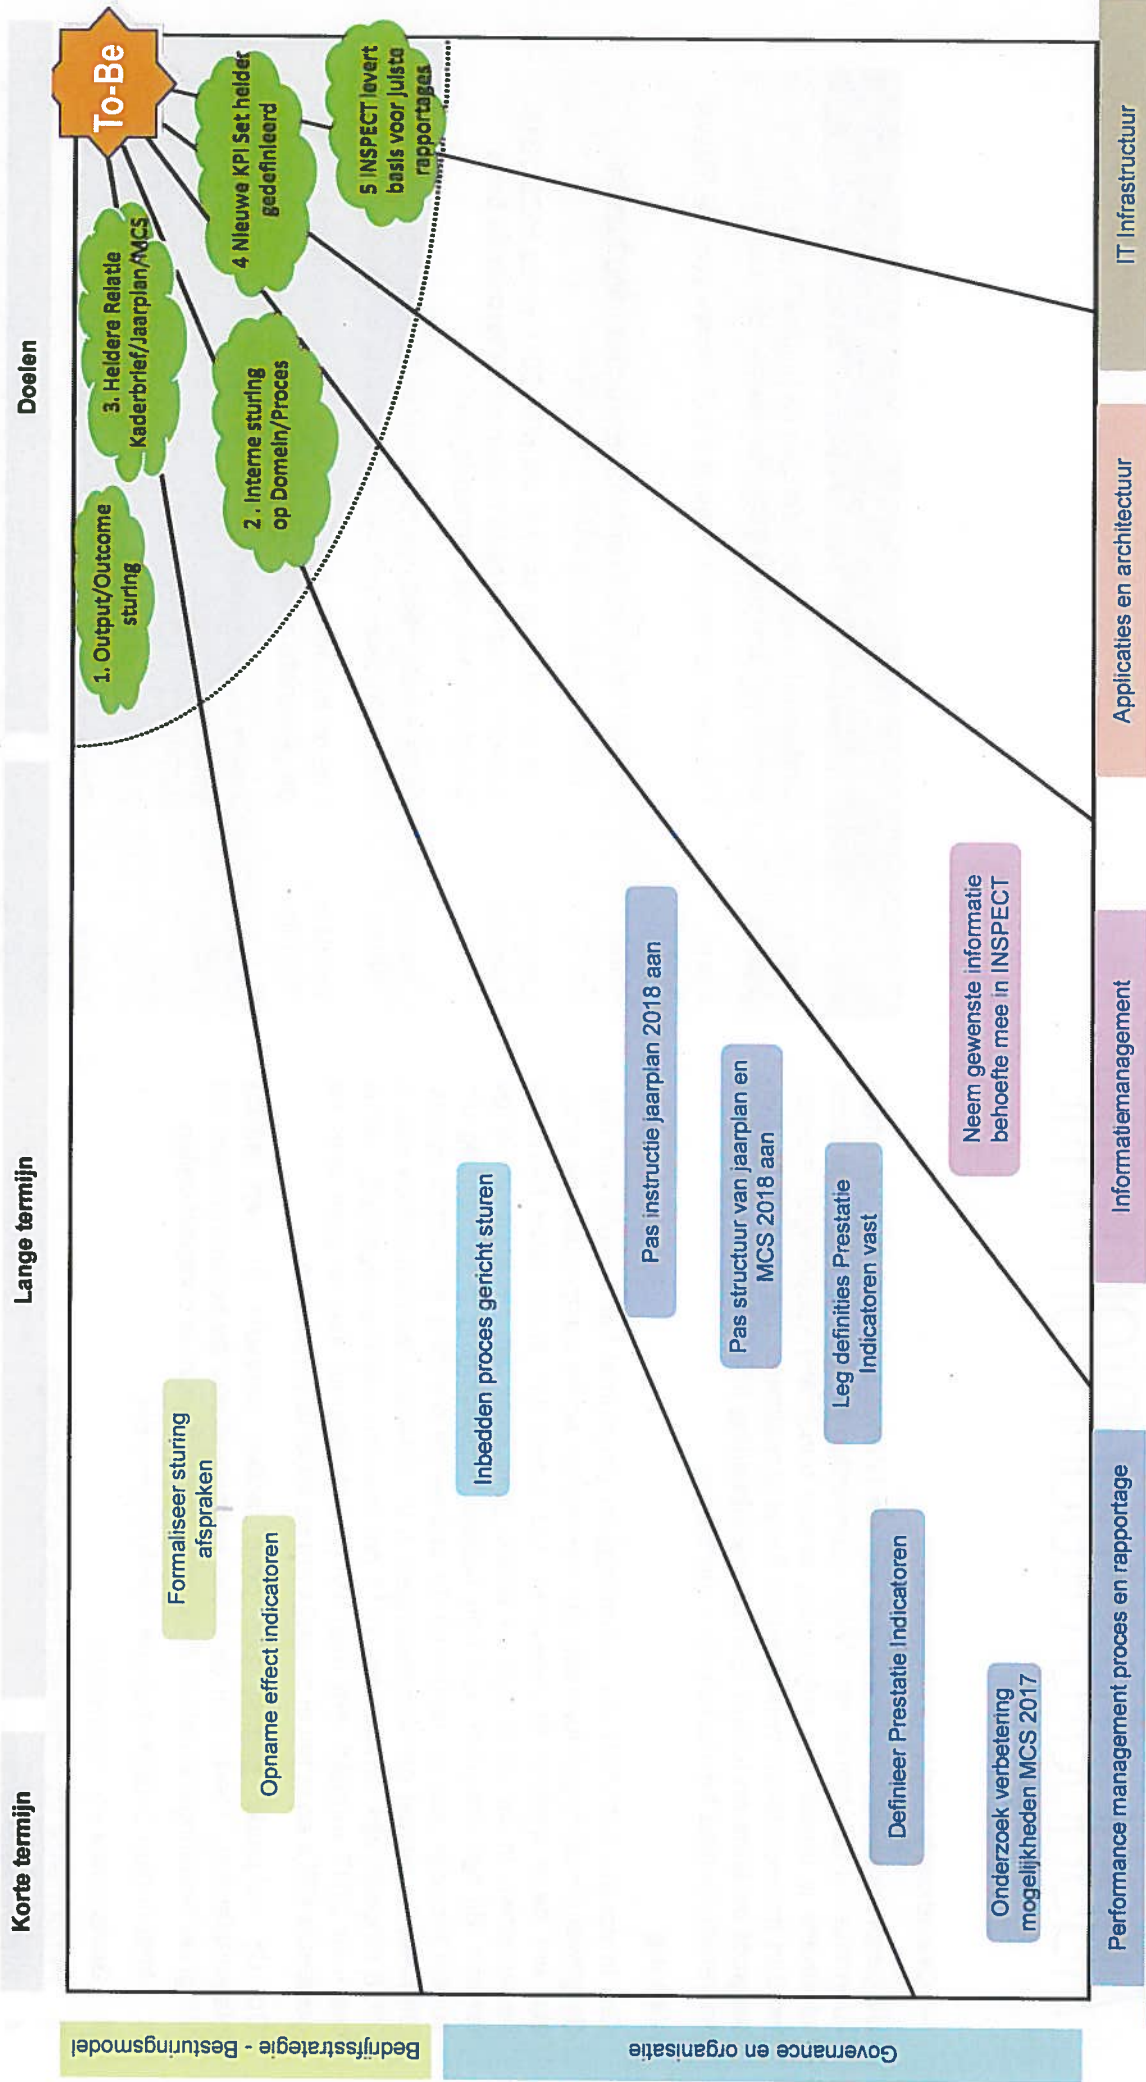 Korte termijn
Lange termijn
Doelen
To-Be
1. Output/Outcome
sturing
3. Heldere Relatie
Kaderbrief/Jaarplan/MCS
2. Interne sturing
op Domein/Proces
4 Nieuwe KPI Set helder
gedefinieerd
5 INSPECT levert
basis voor juiste
rapportages
Bedrijfsstrategie - Besturingsmodel
Governance en organisatie
Formaliseer sturing
afspraken
Opname effect indicatoren
Inbedden proces gericht sturen
Pas instructie jaarplan 2018 aan
Pas structuur van jaarplan en
MCS 2018 aan
Leg definities Prestatie
Indicatoren vast
Definieer Prestatie Indicatoren
Onderzoek verbetering
mogelijkheden MCS 2017
Neem gewenste informatie
behoefte mee in INSPECT
Performance management proces en rapportage
Informatiemanagement
Applicaties en architectuur
IT Infrastructuur